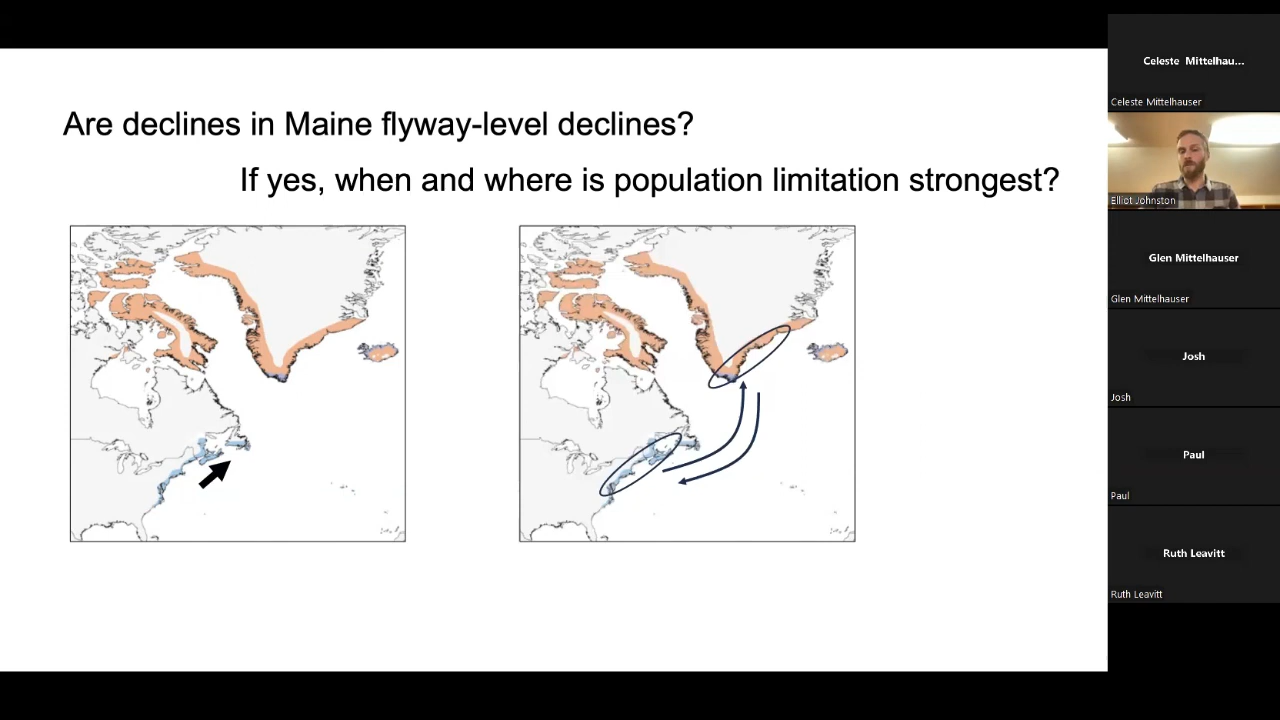 Are declines in Maine flyway-level declines?
If yes, when and where is population limitation strongest?
Celeste Mittelhau...
Celeste Mittelhauser
Elliot Johnston
Glen Mittelhauser
Glen Mittelhauser
Josh
Josh
Paul
Paul
Ruth Leavitt
Ruth Leavitt